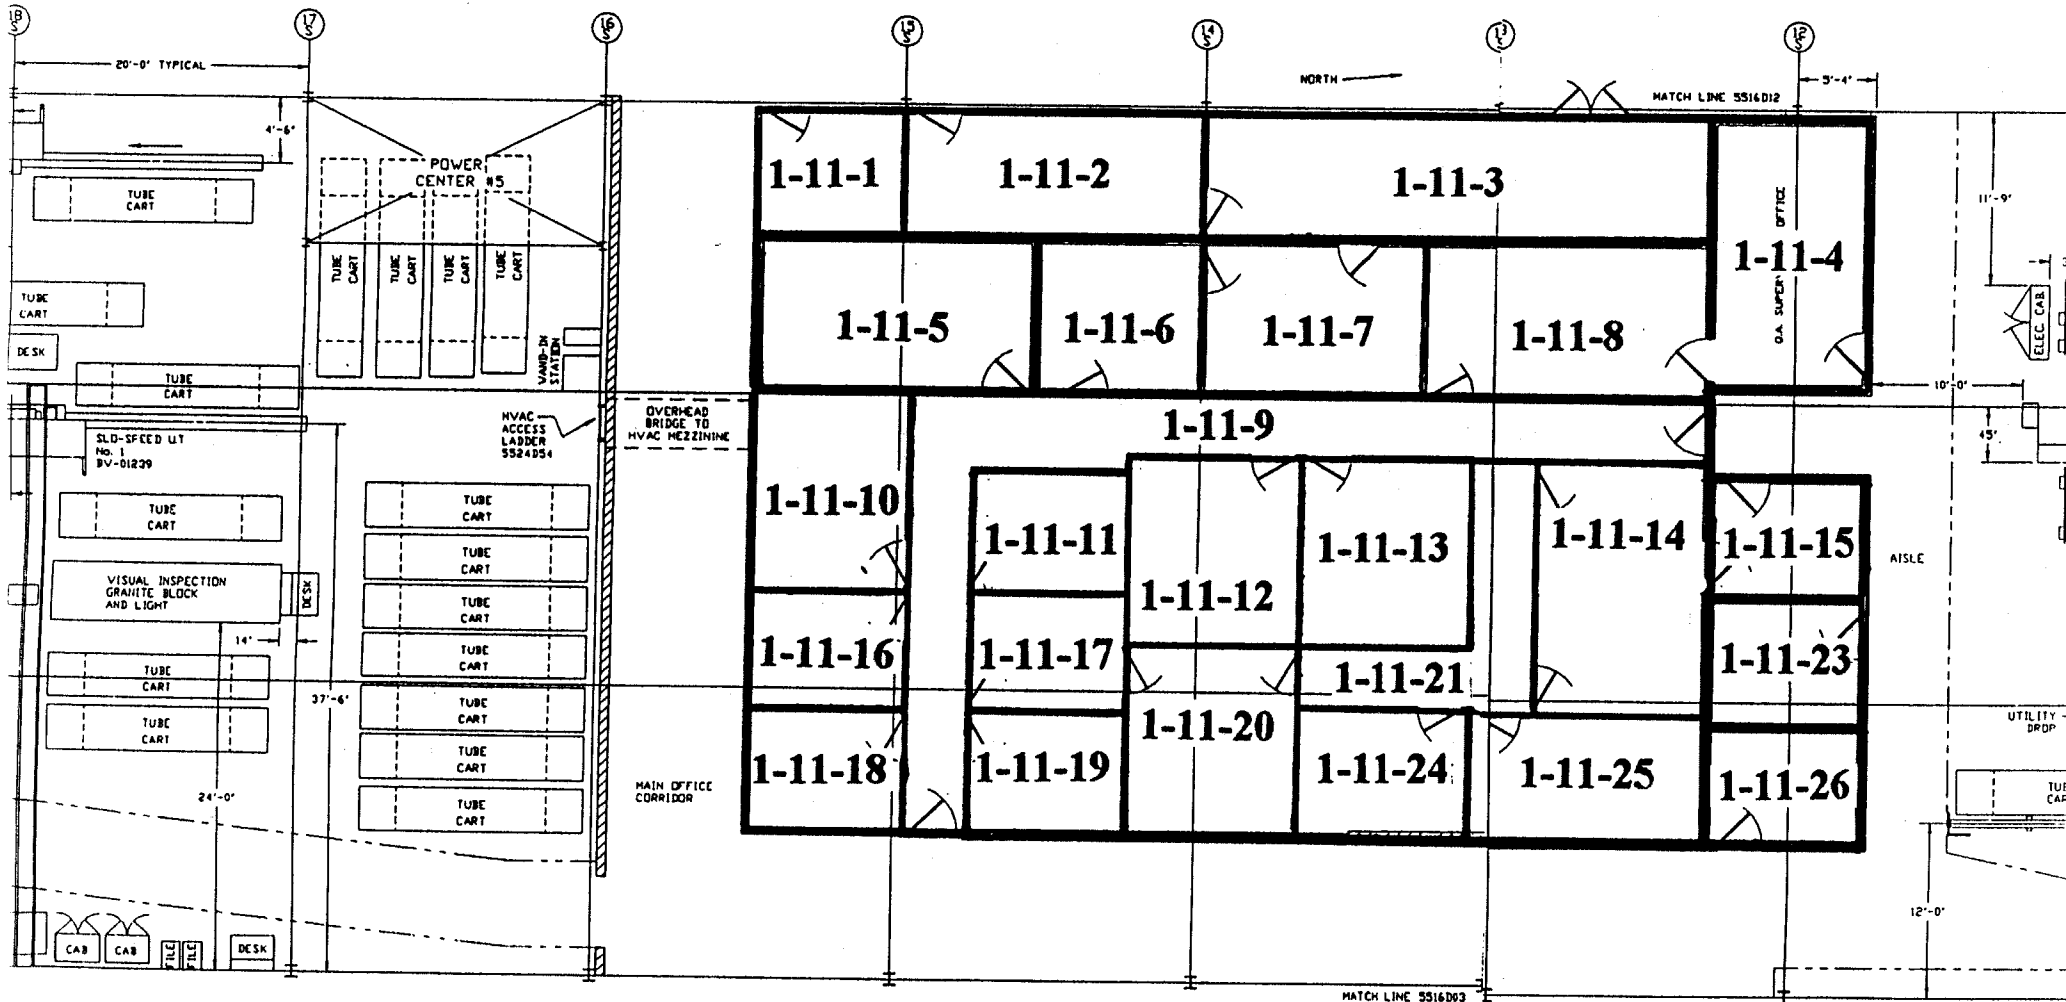 18
S
17
S
16
S
15
S
14
S
13
S
12
S
20'-0" TYPICAL
NORTH
5'-4"
MATCH LINE 5516D12
4'-6"
POWER
CENTER #5
TUBE
CART
TUBE
CART
TUBE
CART
TUBE
CART
TUBE
CART
TUBE
CART
DESK
TUBE
CART
VAND-IN
STATION
HVAC
ACCESS
LADDER
5524D54
OVERHEAD
BRIDGE TO
HVAC MEZZININE
SLO-SPEED UT
No. 1
BV-01239
TUBE
CART
VISUAL INSPECTION
GRANITE BLOCK
AND LIGHT
DESK
14'
TUBE
CART
TUBE
CART
37'-6"
24'-0"
TUBE
CART
TUBE
CART
TUBE
CART
TUBE
CART
TUBE
CART
TUBE
CART
TUBE
CART
CAB
CAB
FILE
FILE
DESK
MAIN OFFICE
CORRIDOR
1-11-1
1-11-2
1-11-3
1-11-4
OFFICE
1-11-5
1-11-6
1-11-7
1-11-8
1-11-9
1-11-10
1-11-11
1-11-12
1-11-13
1-11-14
1-11-15
1-11-16
1-11-17
1-11-18
1-11-19
1-11-20
1-11-21
1-11-23
1-11-24
1-11-25
1-11-26
11'-9"
ELEC. CAB.
10'-0"
45'
AISLE
UTILITY
DROP
12'-0"
MATCH LINE 5516D03